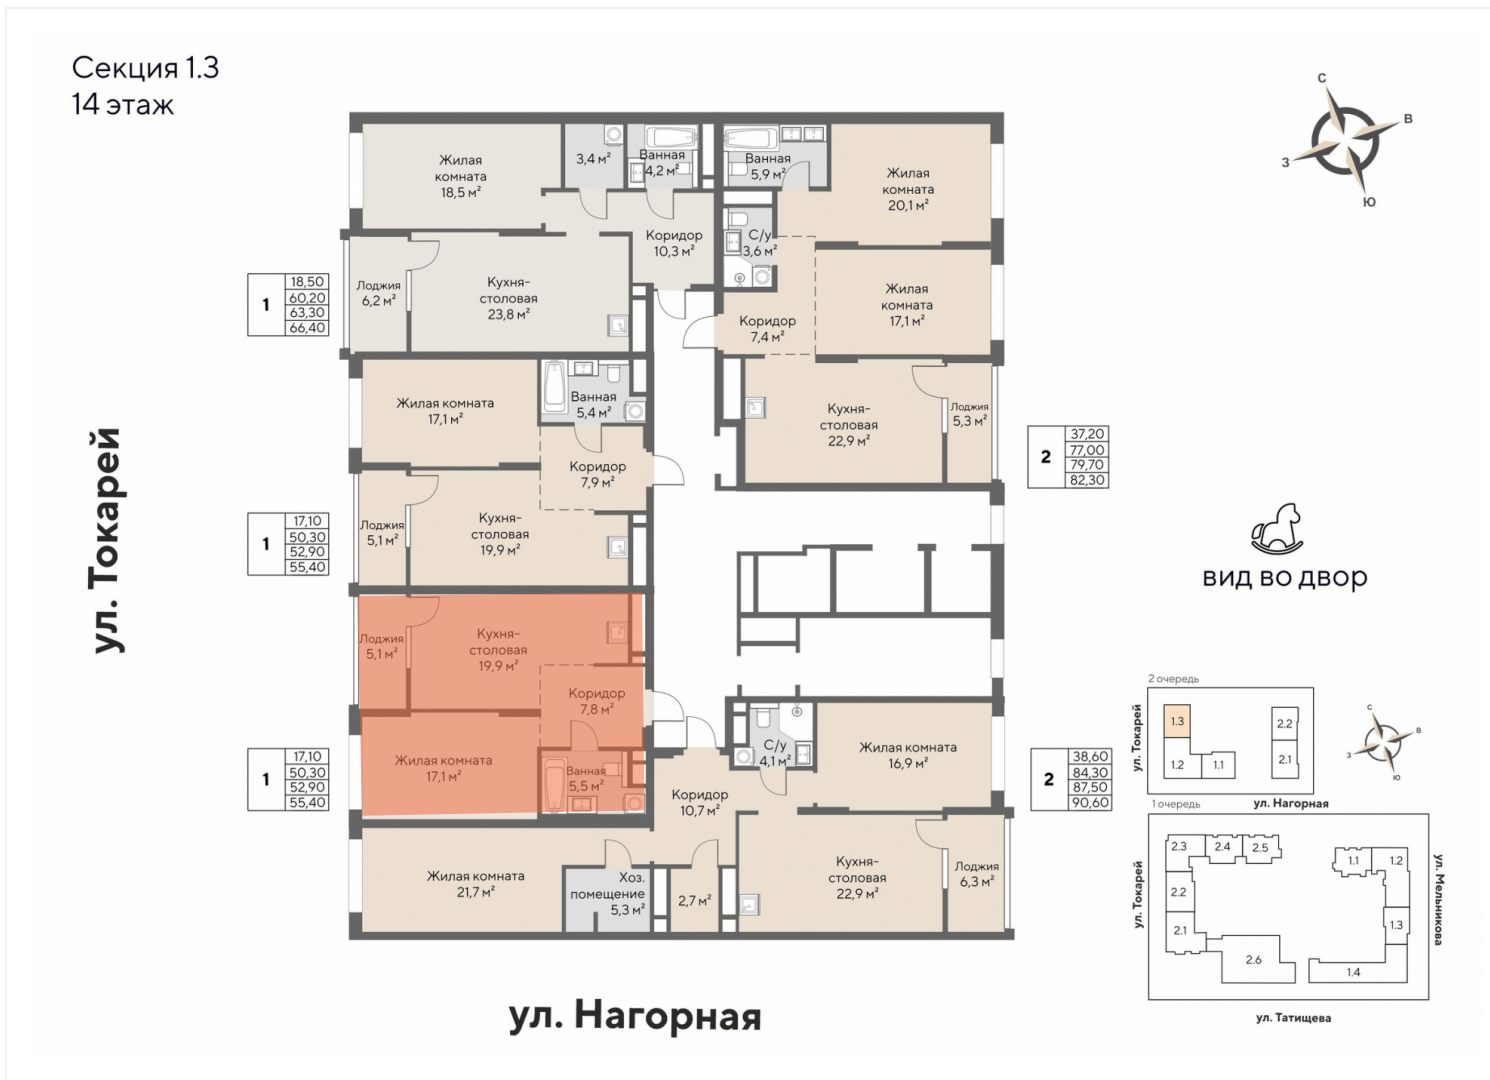 Секция 1.3
14 этаж
С
В
З
Ю
Жилая
комната
18,5 м²
3,4 м²
Ванная
4,2 м²
Коридор
10,3 м²
Лоджия
6,2 м²
Кухня-
столовая
23,8 м²
1
18,50
60,20
63,30
66,40
Ванная
5,9 м²
Жилая
комната
20,1 м²
С/у
3,6 м²
Жилая
комната
17,1 м²
Коридор
7,4 м²
Кухня-
столовая
22,9 м²
Лоджия
5,3 м²
2
37,20
77,00
79,70
82,30
Жилая комната
17,1 м²
Ванная
5,4 м²
Коридор
7,9 м²
Лоджия
5,1 м²
Кухня-
столовая
19,9 м²
1
17,10
50,30
52,90
55,40
ул. Токарей
Лоджия
5,1 м²
Кухня-
столовая
19,9 м²
Коридор
7,8 м²
Жилая комната
17,1 м²
Ванная
5,5 м²
1
17,10
50,30
52,90
55,40
С/у
4,1 м²
Жилая комната
16,9 м²
Коридор
10,7 м²
Жилая комната
21,7 м²
Хоз.
помещение
5,3 м²
2,7 м²
Кухня-
столовая
22,9 м²
Лоджия
6,3 м²
2
38,60
84,30
87,50
90,60
ул. Нагорная
вид во двор
2 очередь
ул. Токарей
1.3
2.2
1.2
1.1
2.1
ул. Нагорная
С
В
З
Ю
1 очередь
ул. Токарей
2.3
2.4
2.5
1.1
1.2
2.2
2.1
1.3
2.6
1.4
ул. Мельникова
ул. Татищева